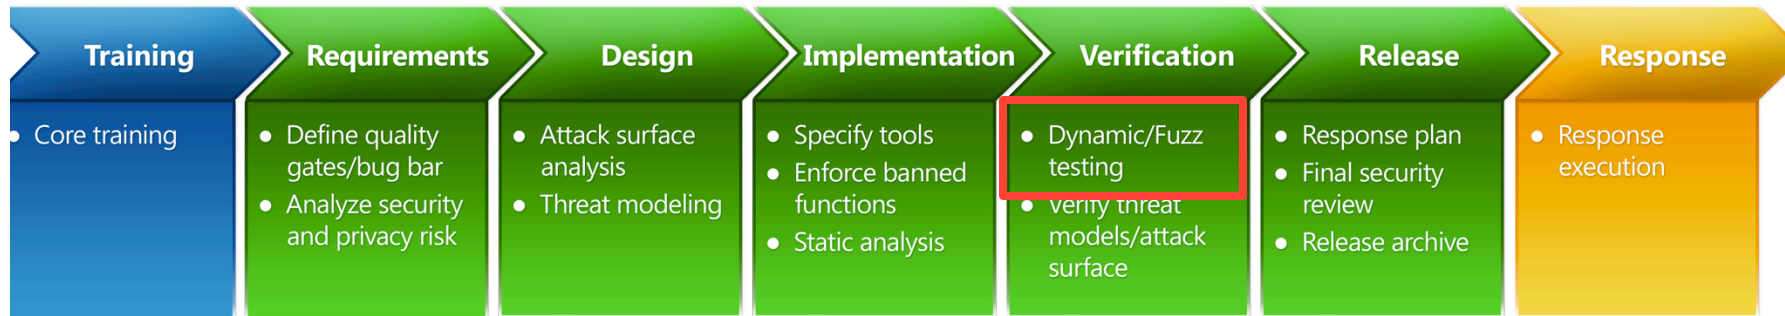 Training
Requirements
Design
Implementation
Verification
Release
Response
Core training
Define quality
gates/bug bar
Analyze security
and privacy risk
Attack surface
analysis
Threat modeling
Specify tools
Enforce banned
functions
Static analysis
Dynamic/Fuzz
testing
Verify threat
models/attack
surface
Response plan
Final security
review
Release archive
Response
execution